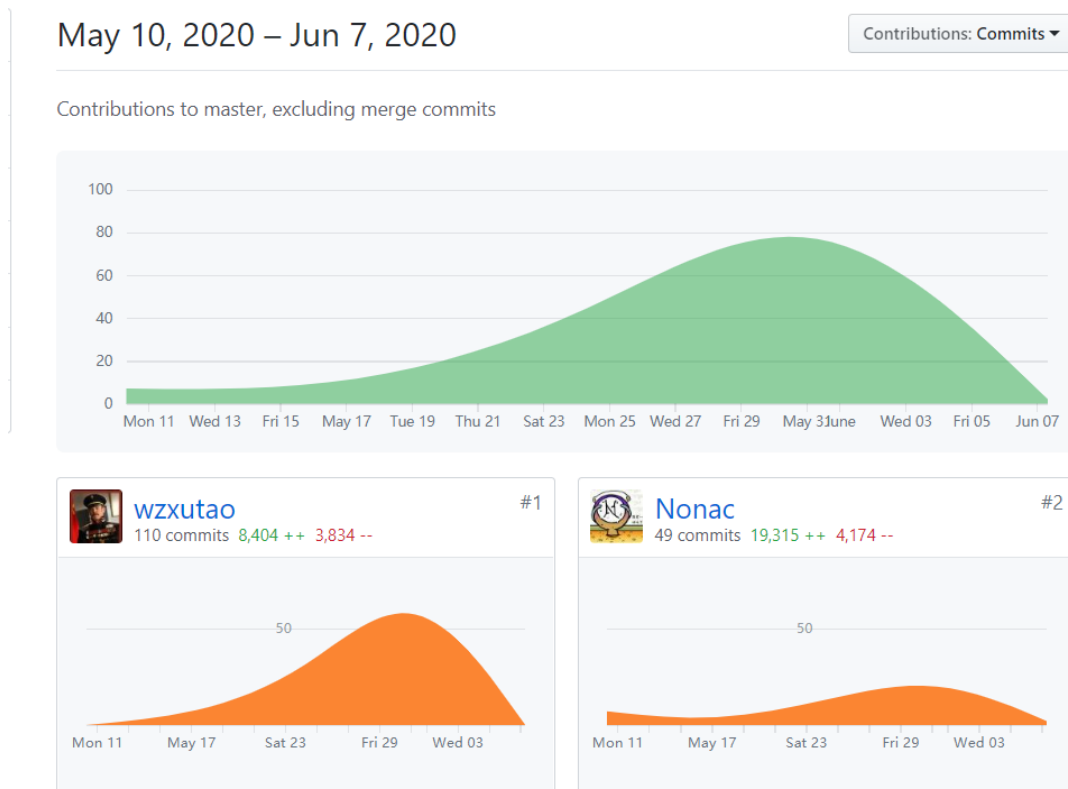 May 10, 2020 – Jun 7, 2020
Contributions: Commits
Contributions to master, excluding merge commits
100
80
60
40
20
0
Mon 11 Wed 13 Fri 15 May 17 Tue 19 Thu 21 Sat 23 Mon 25 Wed 27 Fri 29 May 31 June Wed 03 Fri 05 Jun 07
wzxutao
#1
110 commits 8,404 ++ 3,834 --
50
Mon 11 May 17 Sat 23 Fri 29 Wed 03
Nonac
#2
49 commits 19,315 ++ 4,174 --
50
Mon 11 May 17 Sat 23 Fri 29 Wed 03